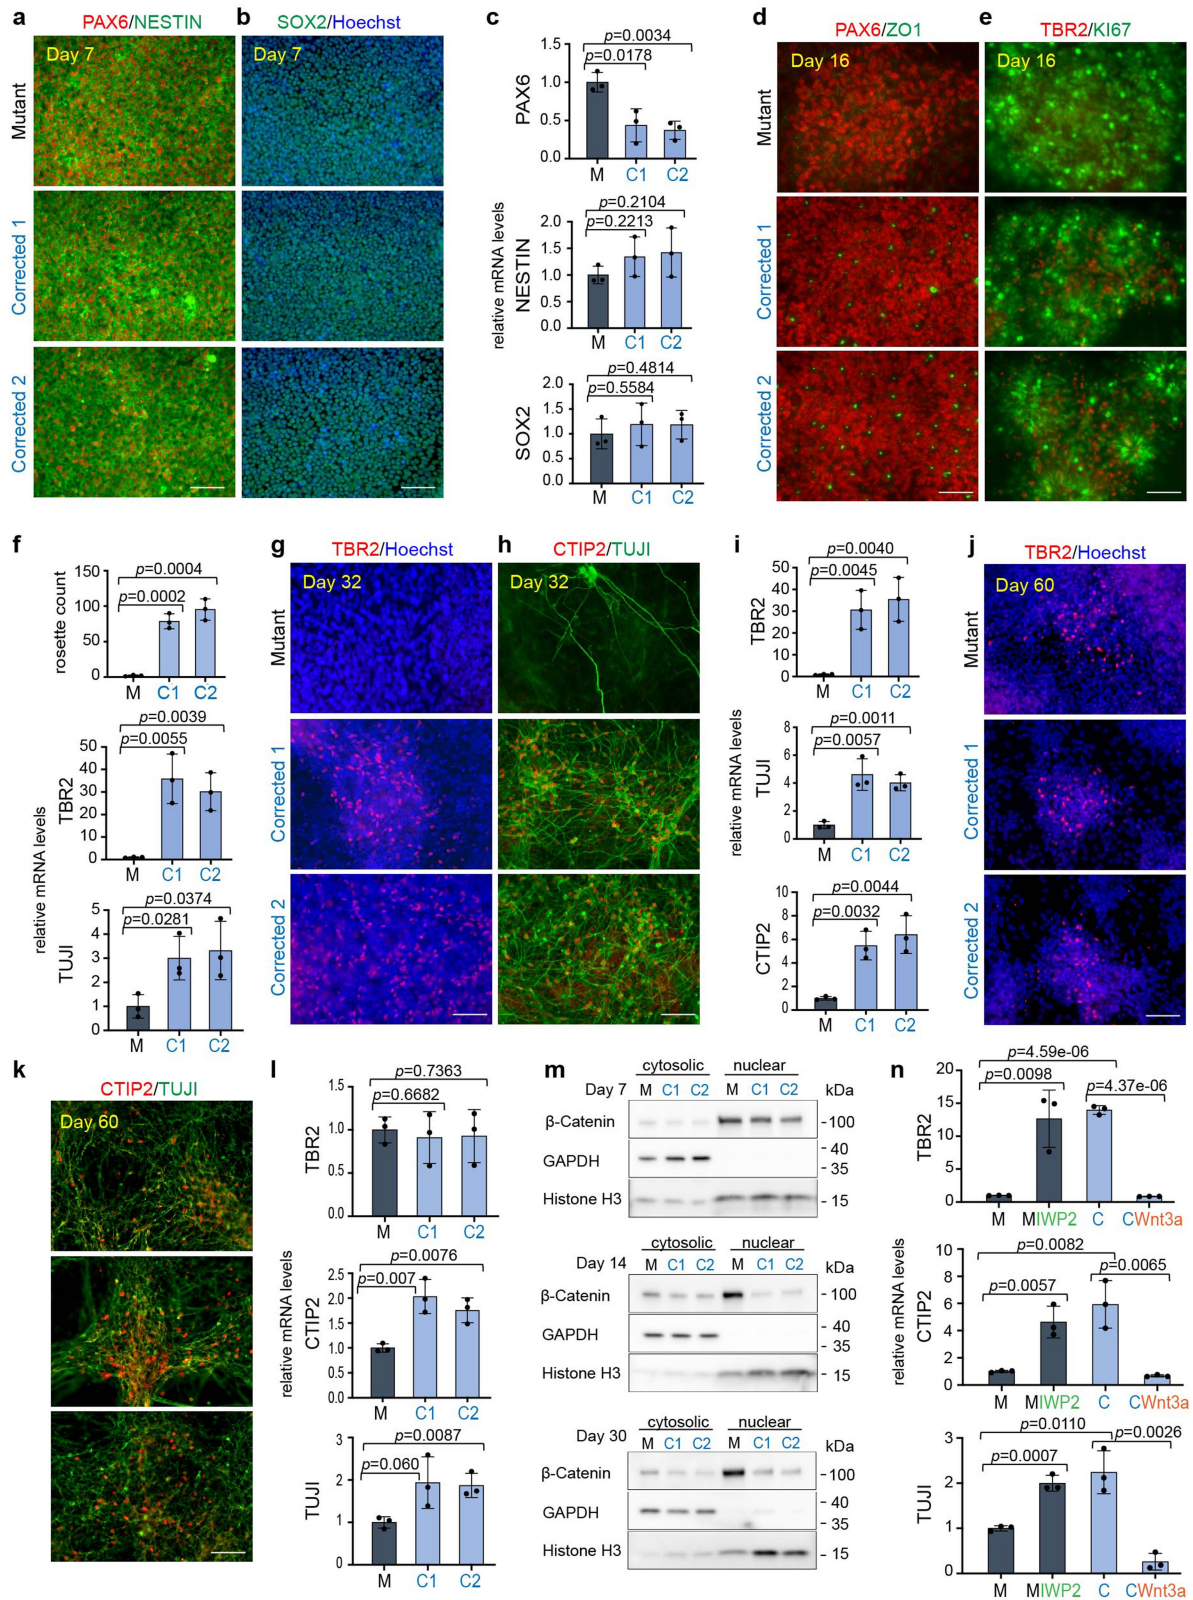 a PAX6/NESTIN
Day 7
Mutant
Corrected 1
Corrected 2
b SOX2/Hoechst
Day 7
c
p=0.0034
p=0.0178
1.5
1.0
0.5
0.0
PAX6
M C1 C2
relative mRNA levels
p=0.2104
p=0.2213
2.0
1.5
1.0
0.5
0.0
NESTIN
M C1 C2
p=0.4814
p=0.5584
2.0
1.5
1.0
0.5
0.0
SOX2
M C1 C2
d PAX6/ZO1
Day 16
Mutant
Corrected 1
Corrected 2
e TBR2/KI67
Day 16
f
p=0.0004
p=0.0002
150
100
50
0
rosette count
M C1 C2
relative mRNA levels
p=0.0039
p=0.0055
50
40
30
20
10
0
TBR2
M C1 C2
p=0.0374
p=0.0281
5
4
3
2
1
0
TUJI
M C1 C2
g TBR2/Hoechst
Day 32
Mutant
Corrected 1
Corrected 2
h CTIP2/TUJI
Day 32
i
p=0.0040
p=0.0045
50
40
30
20
10
0
TBR2
M C1 C2
relative mRNA levels
p=0.0011
p=0.0057
8
6
4
2
0
TUJI
M C1 C2
p=0.0044
p=0.0032
10
8
6
4
2
0
CTIP2
M C1 C2
j TBR2/Hoechst
Day 60
Mutant
Corrected 1
Corrected 2
k CTIP2/TUJI
Day 60
l
p=0.7363
p=0.6682
1.5
1.0
0.5
0.0
TBR2
M C1 C2
relative mRNA levels
p=0.0076
p=0.007
2.5
2.0
1.5
1.0
0.5
0.0
CTIP2
M C1 C2
p=0.0087
p=0.060
3
2
1
0
TUJI
M C1 C2
m cytosolic nuclear
Day 7 M C1 C2 M C1 C2 kDa
β-Catenin - 100
- 40
GAPDH
- 35
Histone H3 - 15
cytosolic nuclear
Day 14 M C1 C2 M C1 C2 kDa
β-Catenin - 100
- 40
GAPDH
- 35
Histone H3 - 15
cytosolic nuclear
Day 30 M C1 C2 M C1 C2 kDa
β-Catenin - 100
- 40
GAPDH
- 35
Histone H3 - 15
n
p=4.59e-06
p=0.0098
p=4.37e-06
20
15
10
5
0
TBR2
M MIWP2 C CWnt3a
relative mRNA levels
p=0.0082
p=0.0057
p=0.0065
10
8
6
4
2
0
CTIP2
M MIWP2 C CWnt3a
p=0.0110
p=0.0007
p=0.0026
3
2
1
0
TUJI
M MIWP2 C CWnt3a